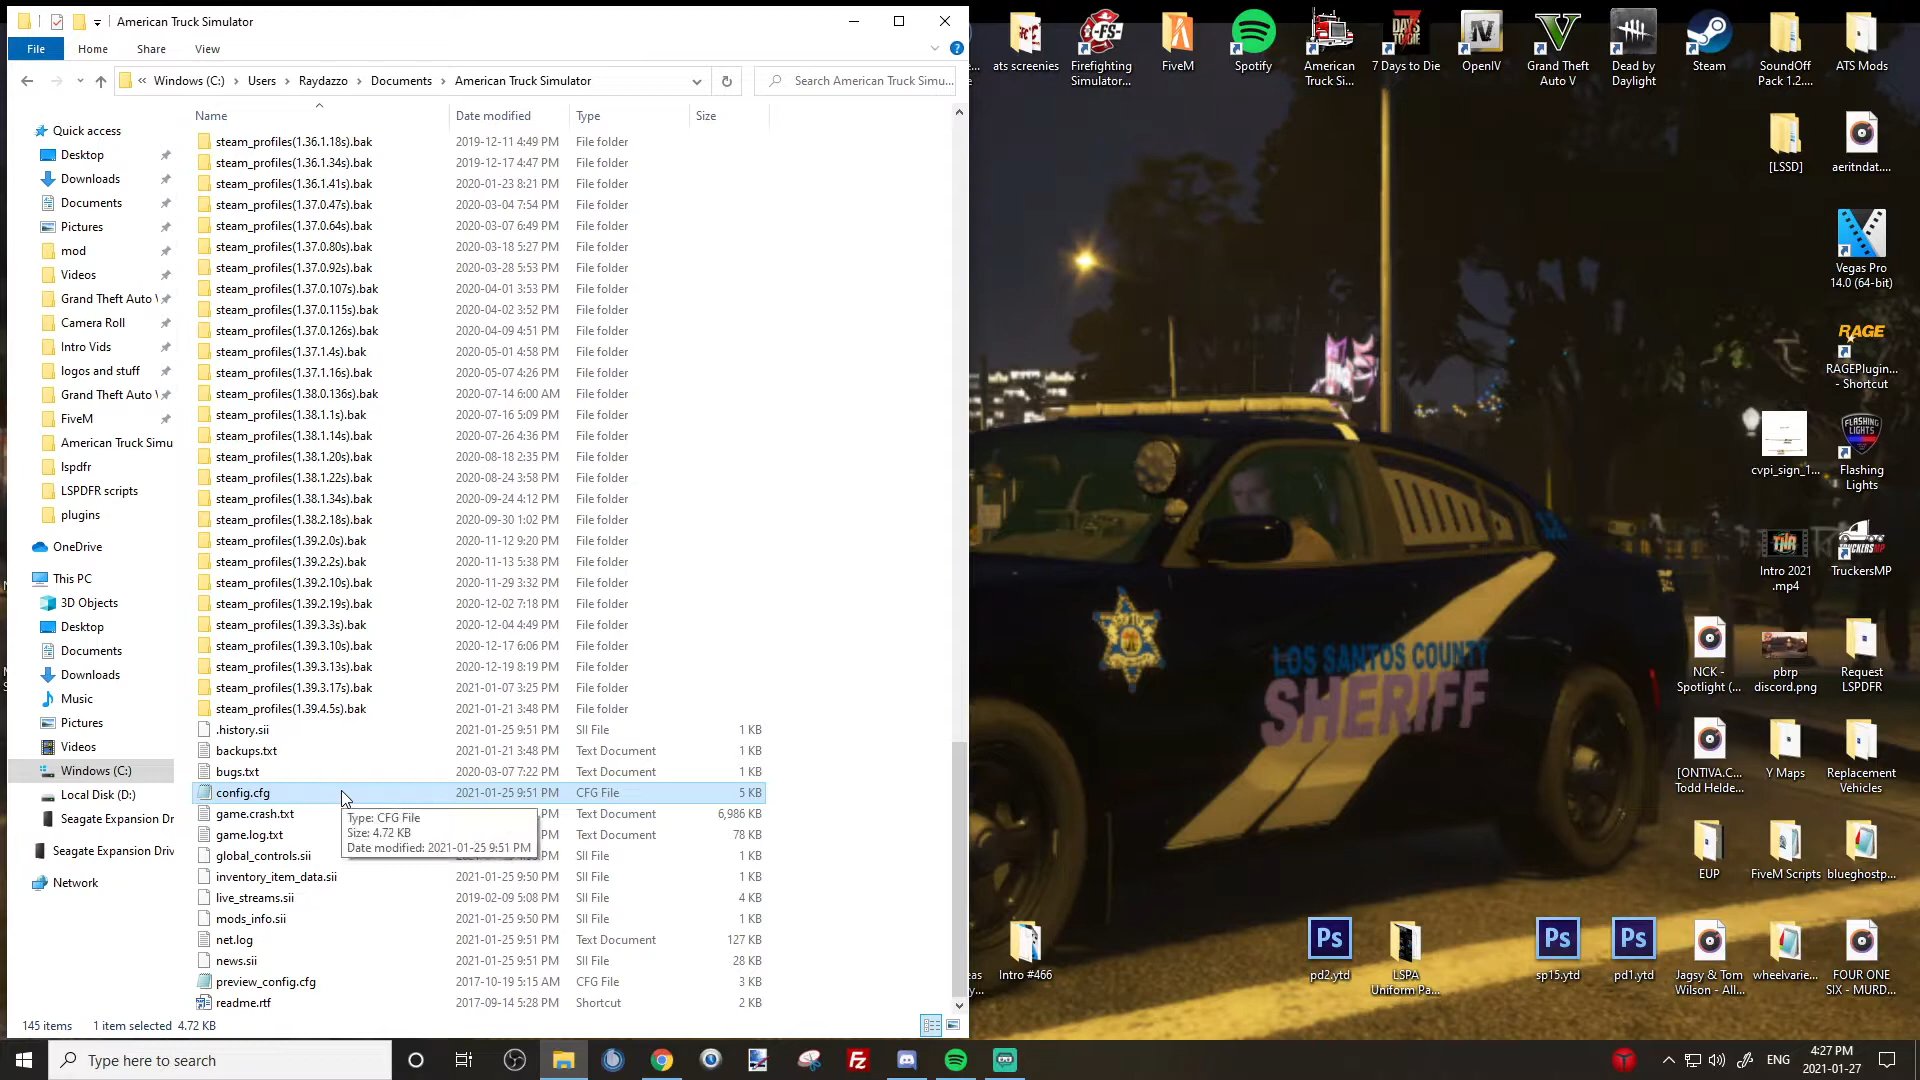 American Truck Simulator
File Home Share View
« Windows (C:) › Users › Raydazzo › Documents › American Truck Simulator
Search American Truck Simu...
Name Date modified Type Size
steam_profiles(1.36.1.18s).bak 2019-12-11 4:49 PM File folder
steam_profiles(1.36.1.34s).bak 2019-12-17 4:47 PM File folder
steam_profiles(1.36.1.41s).bak 2020-01-23 8:21 PM File folder
steam_profiles(1.37.0.47s).bak 2020-03-04 7:54 PM File folder
steam_profiles(1.37.0.64s).bak 2020-03-07 6:49 PM File folder
steam_profiles(1.37.0.80s).bak 2020-03-18 5:27 PM File folder
steam_profiles(1.37.0.92s).bak 2020-03-28 5:53 PM File folder
steam_profiles(1.37.0.107s).bak 2020-04-01 3:53 PM File folder
steam_profiles(1.37.0.115s).bak 2020-04-02 3:52 PM File folder
steam_profiles(1.37.0.126s).bak 2020-04-09 4:51 PM File folder
steam_profiles(1.37.1.4s).bak 2020-05-01 4:58 PM File folder
steam_profiles(1.37.1.16s).bak 2020-05-07 4:26 PM File folder
steam_profiles(1.38.0.136s).bak 2020-07-14 6:00 AM File folder
steam_profiles(1.38.1.1s).bak 2020-07-16 5:09 PM File folder
steam_profiles(1.38.1.14s).bak 2020-07-26 4:36 PM File folder
steam_profiles(1.38.1.20s).bak 2020-08-18 2:35 PM File folder
steam_profiles(1.38.1.22s).bak 2020-08-24 3:58 PM File folder
steam_profiles(1.38.1.34s).bak 2020-09-24 4:12 PM File folder
steam_profiles(1.38.2.18s).bak 2020-09-30 1:02 PM File folder
steam_profiles(1.39.2.0s).bak 2020-11-12 9:20 PM File folder
steam_profiles(1.39.2.2s).bak 2020-11-13 5:38 PM File folder
steam_profiles(1.39.2.10s).bak 2020-11-29 3:32 PM File folder
steam_profiles(1.39.2.19s).bak 2020-12-02 7:18 PM File folder
steam_profiles(1.39.3.3s).bak 2020-12-04 4:49 PM File folder
steam_profiles(1.39.3.10s).bak 2020-12-17 6:06 PM File folder
steam_profiles(1.39.3.13s).bak 2020-12-19 8:19 PM File folder
steam_profiles(1.39.3.17s).bak 2021-01-07 3:25 PM File folder
steam_profiles(1.39.4.5s).bak 2021-01-21 3:48 PM File folder
.history.sii 2021-01-25 9:51 PM SII File 1 KB
backups.txt 2021-01-21 3:48 PM Text Document 1 KB
bugs.txt 2020-03-07 7:22 PM Text Document 1 KB
config.cfg 2021-01-25 9:51 PM CFG File 5 KB
game.crash.txt PM Text Document 6,986 KB
game.log.txt PM Text Document 78 KB
global_controls.sii SII File 1 KB
inventory_item_data.sii 2021-01-25 9:50 PM SII File 1 KB
live_streams.sii 2019-02-09 5:08 PM SII File 4 KB
mods_info.sii 2021-01-25 9:50 PM SII File 1 KB
net.log 2021-01-25 9:51 PM Text Document 127 KB
news.sii 2021-01-25 9:51 PM SII File 28 KB
preview_config.cfg 2017-10-19 5:15 AM CFG File 3 KB
readme.rtf 2017-09-14 5:28 PM Shortcut 2 KB
Type: CFG File
Size: 4.72 KB
Date modified: 2021-01-25 9:51 PM
Quick access
Desktop
Downloads
Documents
Pictures
mod
Videos
Grand Theft Auto
Camera Roll
Intro Vids
logos and stuff
Grand Theft Auto
FiveM
American Truck Simu
lspdfr
LSPDFR scripts
plugins
OneDrive
This PC
3D Objects
Desktop
Documents
Downloads
Music
Pictures
Videos
Windows (C:)
Local Disk (D:)
Seagate Expansion Dr
Seagate Expansion Driv
Network
145 items 1 item selected 4.72 KB
ats screenies
Firefighting
Simulator...
FiveM
Spotify
American
Truck Sim...
7 Days to Die
OpenIV
Grand Theft
Auto V
Dead by
Daylight
Steam
SoundOff
Pack 1.2....
ATS Mods
[LSSD]
aeritndat....
Vegas Pro
14.0 (64-bit)
RAGE
RAGEPlugin...
- Shortcut
cvpi_sign_1...
FLASHING
LIGHTS
Flashing
Lights
Intro 2021
.mp4
TRUCKERSMP
TruckersMP
NCK -
Spotlight (...
pbrp
discord.png
Request
LSPDFR
[ONTIVA.C...
Todd Helde...
Y Maps
Replacement
Vehicles
EUP
FiveM Scripts
blueghostp...
Intro #466
Ps
pd2.ytd
LSPA
Uniform Pa...
Ps
sp15.ytd
Ps
pd1.ytd
Jagsy & Tom
Wilson - All...
wheelvarie...
FOUR ONE
SIX - MURD...
LOS SANTOS COUNTY
SHERIFF
Type here to search
ENG
4:27 PM
2021-01-27